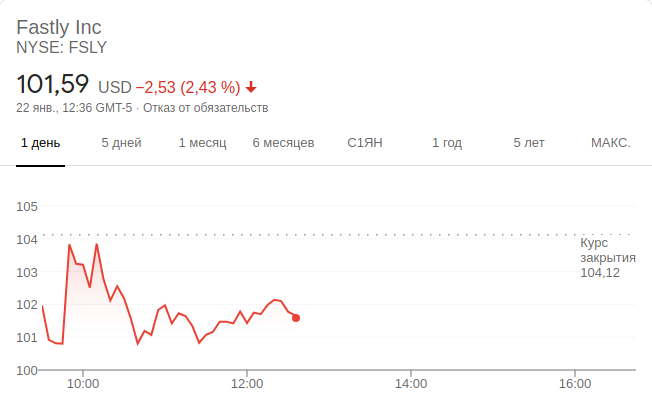 Fastly Inc
NYSE: FSLY
101,59 USD −2,53 (2,43 %)
22 янв., 12:36 GMT-5 · Отказ от обязательств
1 день 5 дней 1 месяц 6 месяцев С1ЯН 1 год 5 лет МАКС.
105
104
103
102
101
100
Курс
закрытия
104,12
10:00 12:00 14:00 16:00